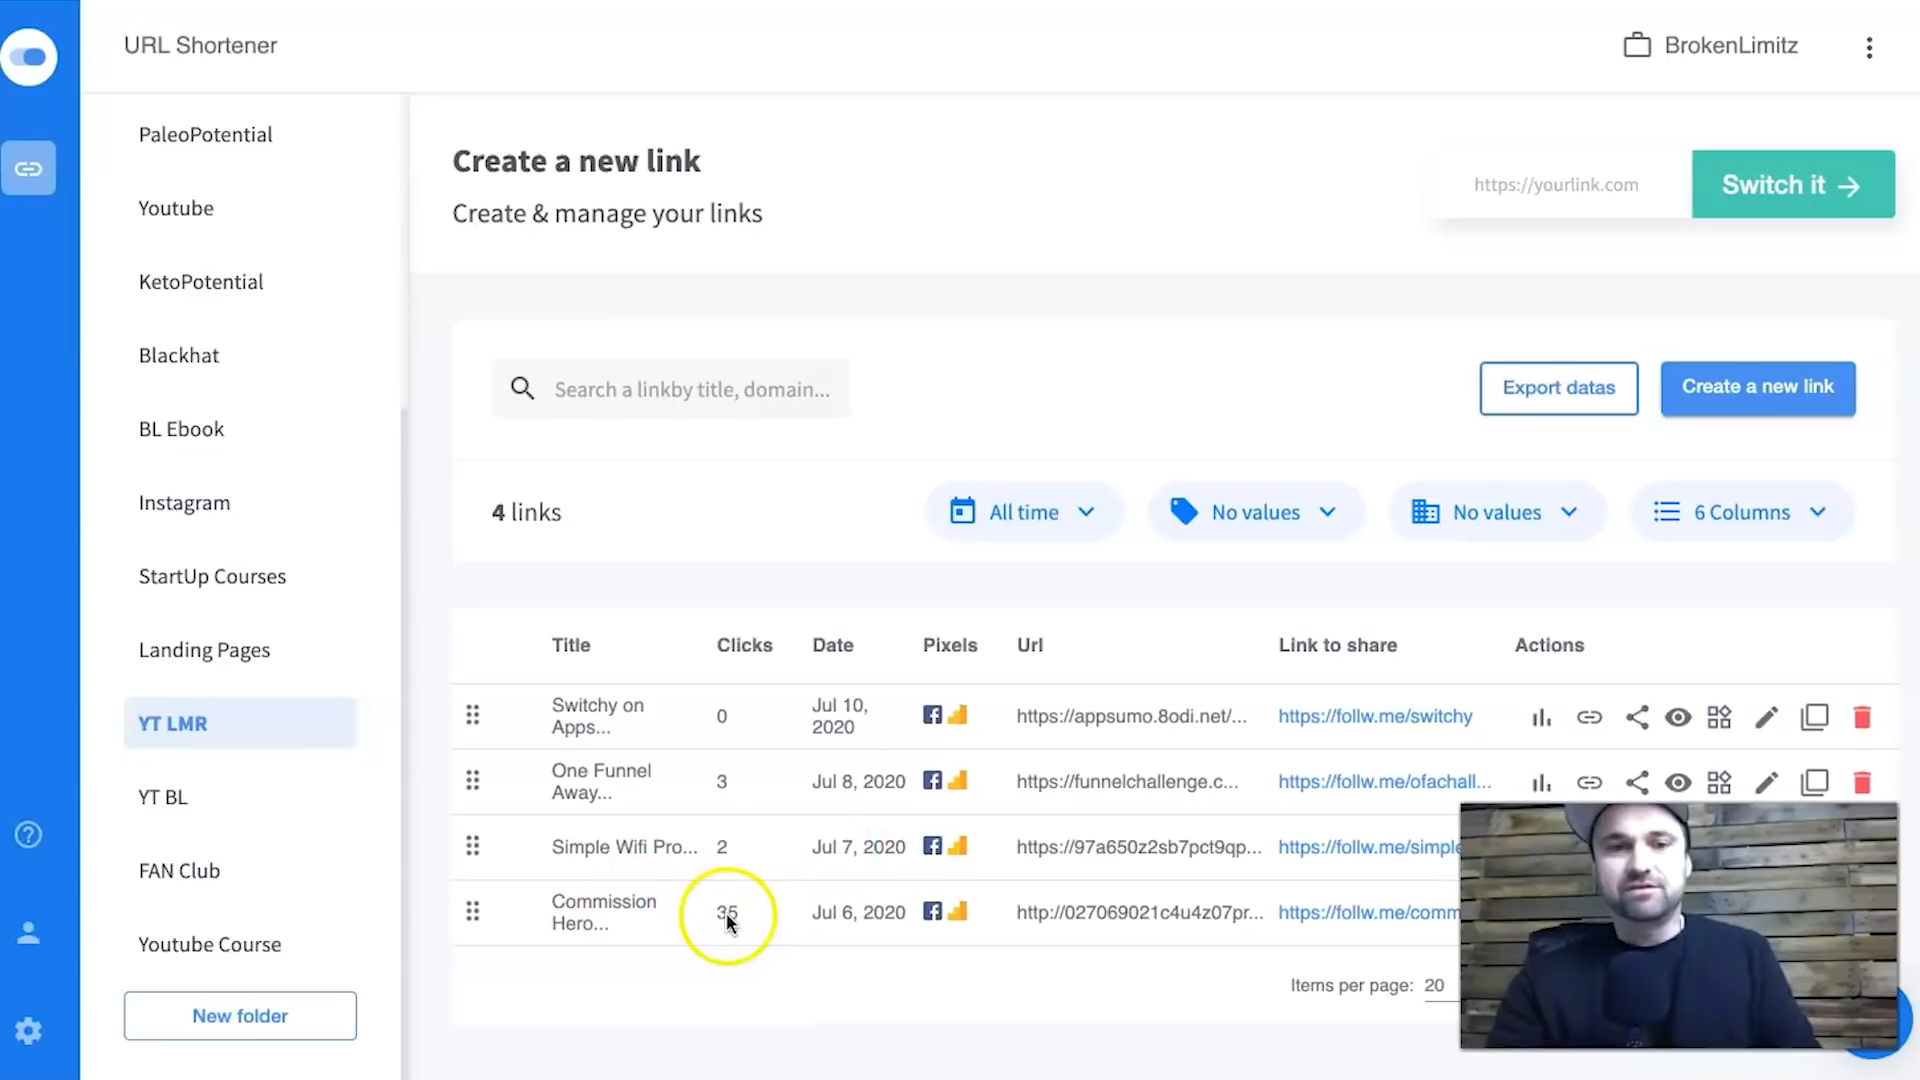 URL Shortener
BrokenLimitz
PaleoPotential
Youtube
KetoPotential
Blackhat
BL Ebook
Instagram
StartUp Courses
Landing Pages
YT LMR
YT BL
FAN Club
Youtube Course
New folder
Create a new link
Create & manage your links
https://yourlink.com
Switch it
Search a linkby title, domain...
Export datas
Create a new link
4 links
All time
No values
No values
6 Columns
Title Clicks Date Pixels Url Link to share Actions
Switchy on Apps... 0 Jul 10, 2020 https://appsumo.8odi.net/... https://follw.me/switchy
One Funnel Away... 3 Jul 8, 2020 https://funnelchallenge.c... https://follw.me/ofachall...
Simple Wifi Pro... 2 Jul 7, 2020 https://97a650z2sb7pct9qp... https://follw.me/simple
Commission Hero... 35 Jul 6, 2020 http://027069021c4u4z07pr... https://follw.me/comm
Items per page: 20